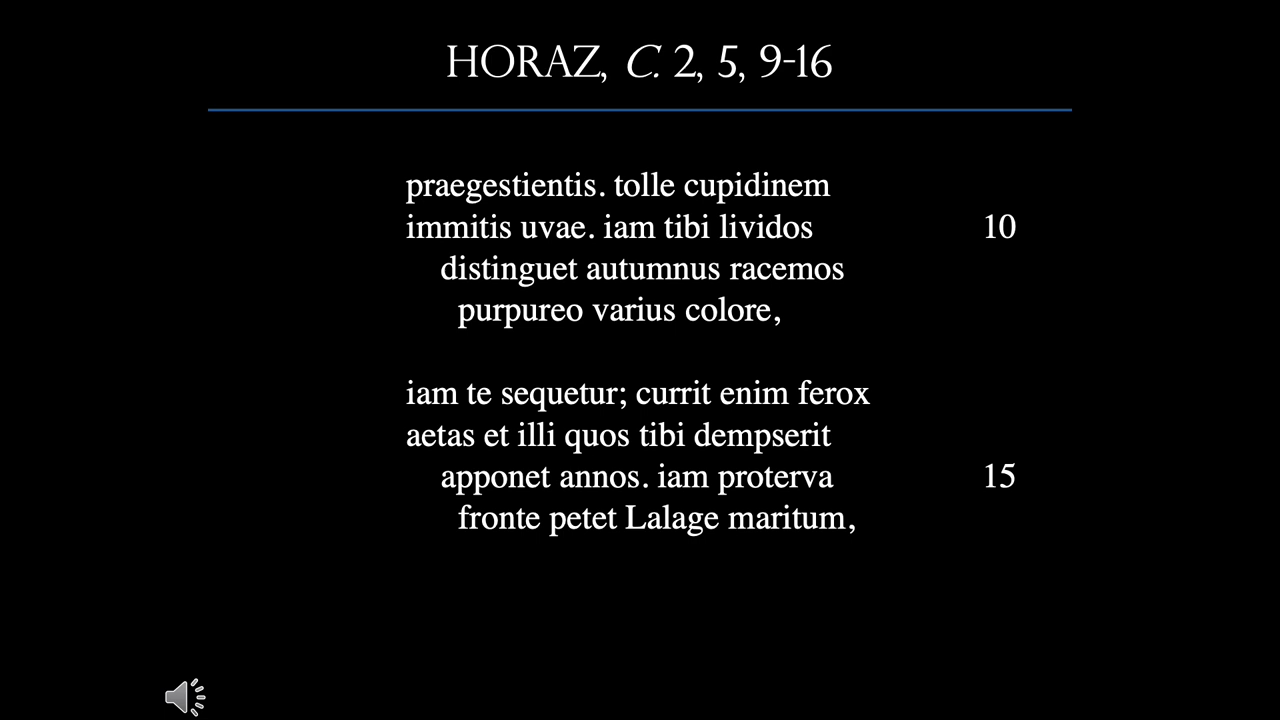 HORAZ, C. 2, 5, 9-16
praegestientis. tolle cupidinem
immitis uvae. iam tibi lividos 10
distinguet autumnus racemos
purpureo varius colore,
iam te sequetur; currit enim ferox
aetas et illi quos tibi dempserit
apponet annos. iam proterva 15
fronte petet Lalage maritum,